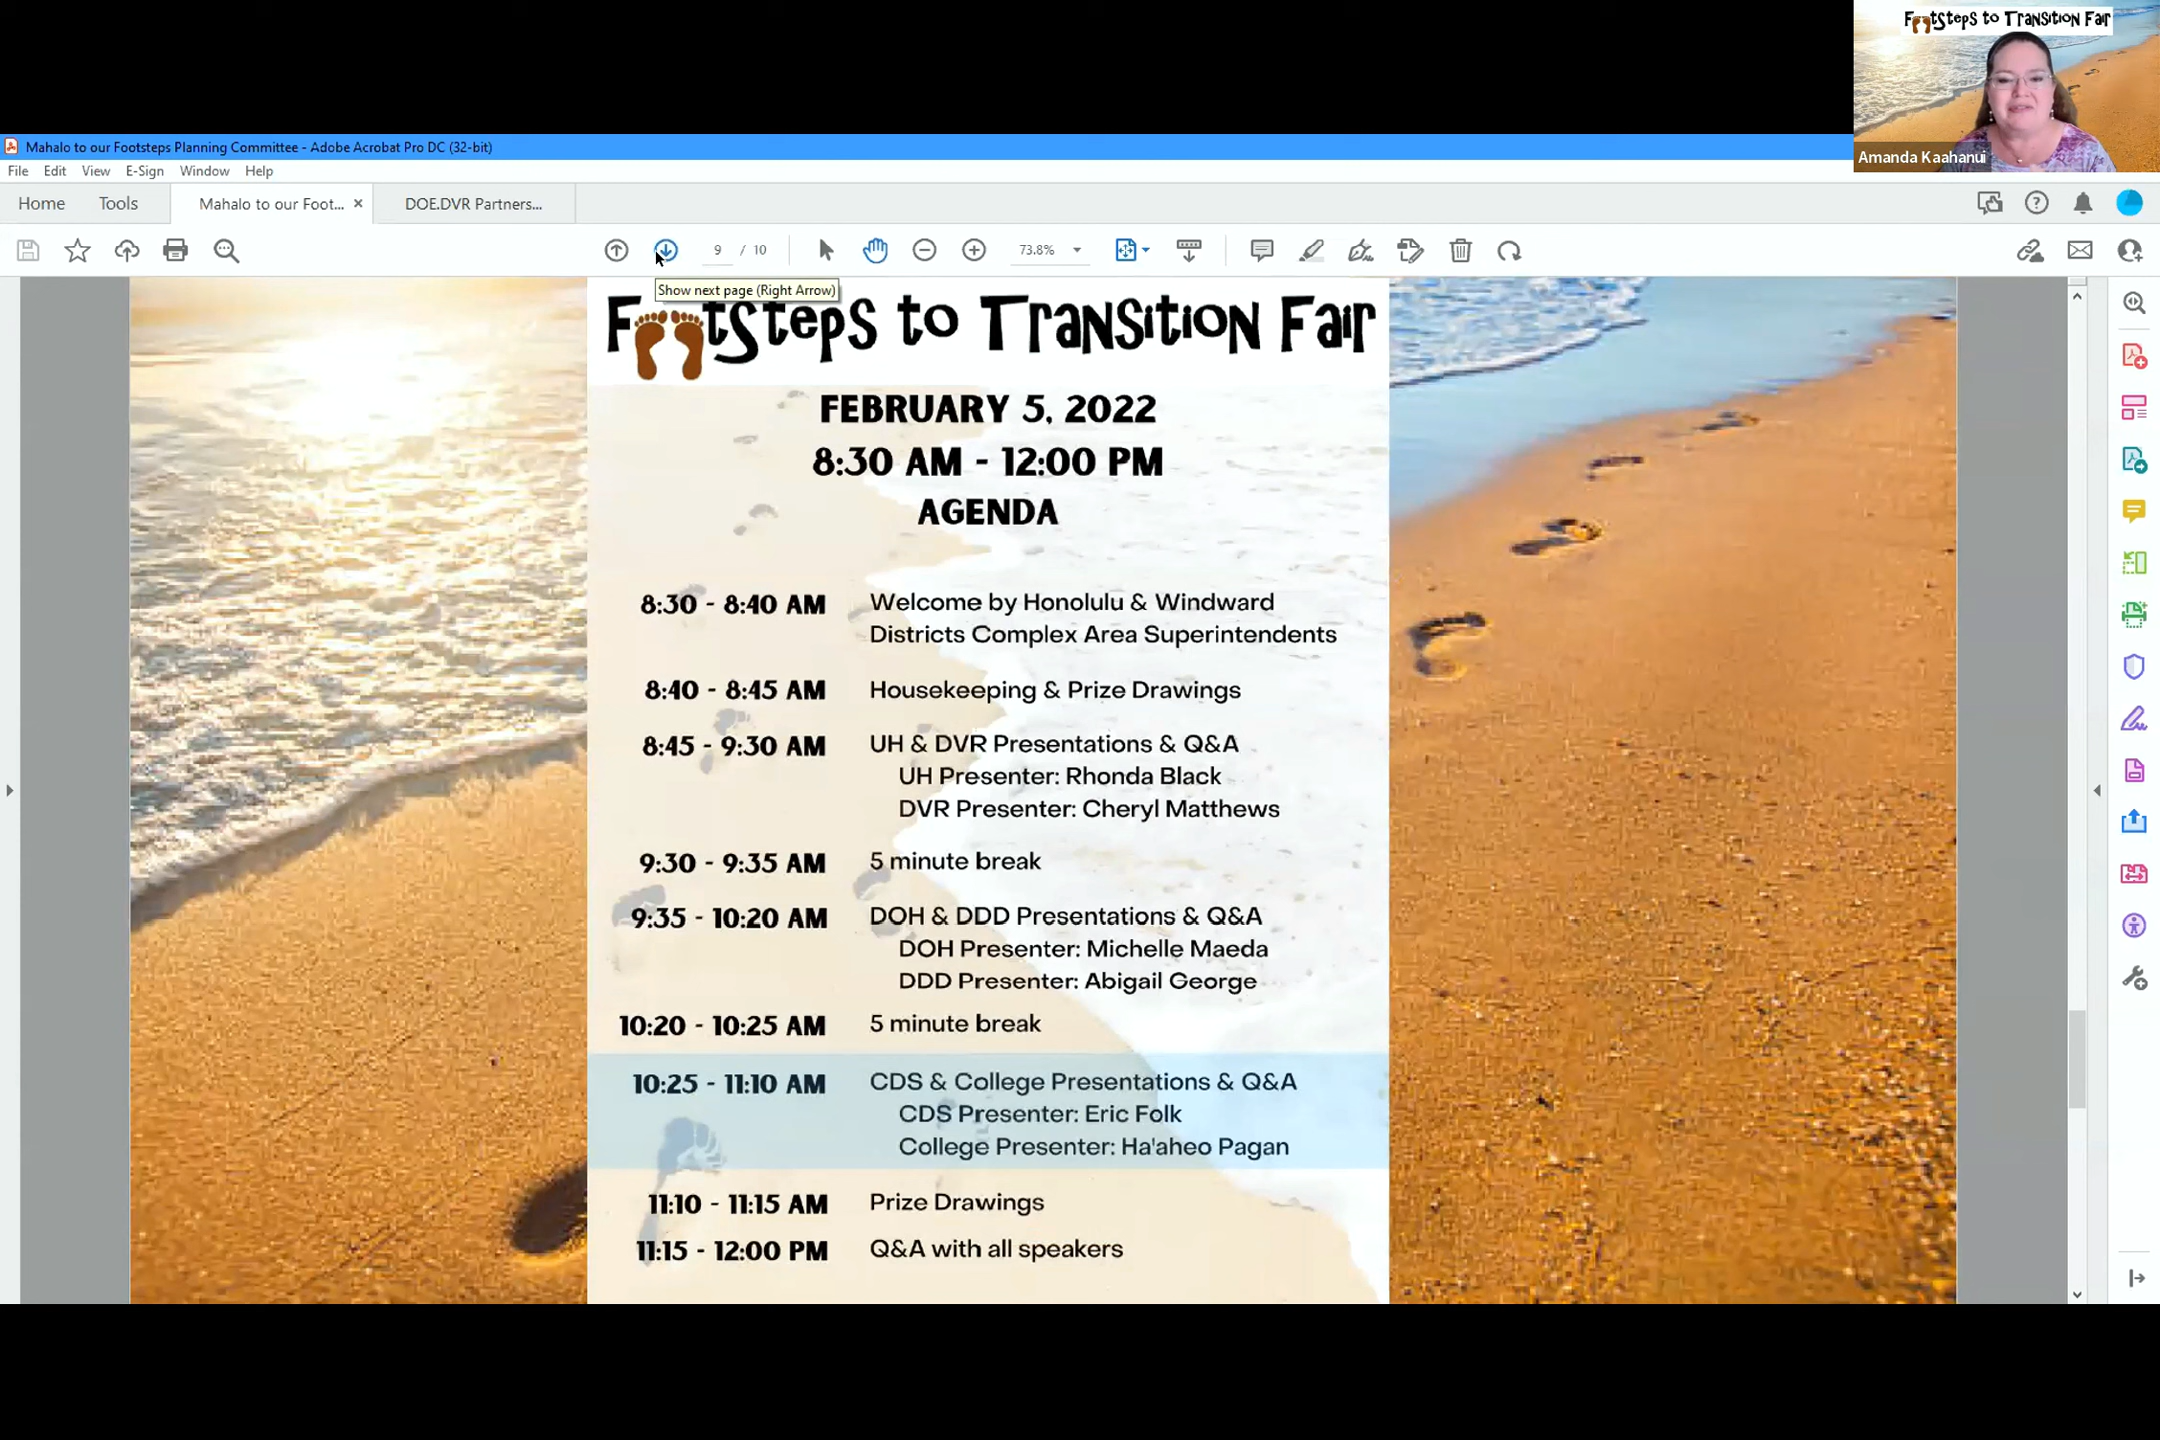 Footsteps to Transition Fair
Amanda Kaahanui
Mahalo to our Footsteps Planning Committee - Adobe Acrobat Pro DC (32-bit)
File Edit View E-Sign Window Help
Home Tools Mahalo to our Foot... × DOE.DVR Partners...
9 / 10 73.8%
Show next page (Right Arrow)
Footsteps to Transition Fair
FEBRUARY 5, 2022
8:30 AM - 12:00 PM
AGENDA
8:30 - 8:40 AM Welcome by Honolulu & Windward
Districts Complex Area Superintendents
8:40 - 8:45 AM Housekeeping & Prize Drawings
8:45 - 9:30 AM UH & DVR Presentations & Q&A
UH Presenter: Rhonda Black
DVR Presenter: Cheryl Matthews
9:30 - 9:35 AM 5 minute break
9:35 - 10:20 AM DOH & DDD Presentations & Q&A
DOH Presenter: Michelle Maeda
DDD Presenter: Abigail George
10:20 - 10:25 AM 5 minute break
10:25 - 11:10 AM CDS & College Presentations & Q&A
CDS Presenter: Eric Folk
College Presenter: Ha'aheo Pagan
11:10 - 11:15 AM Prize Drawings
11:15 - 12:00 PM Q&A with all speakers